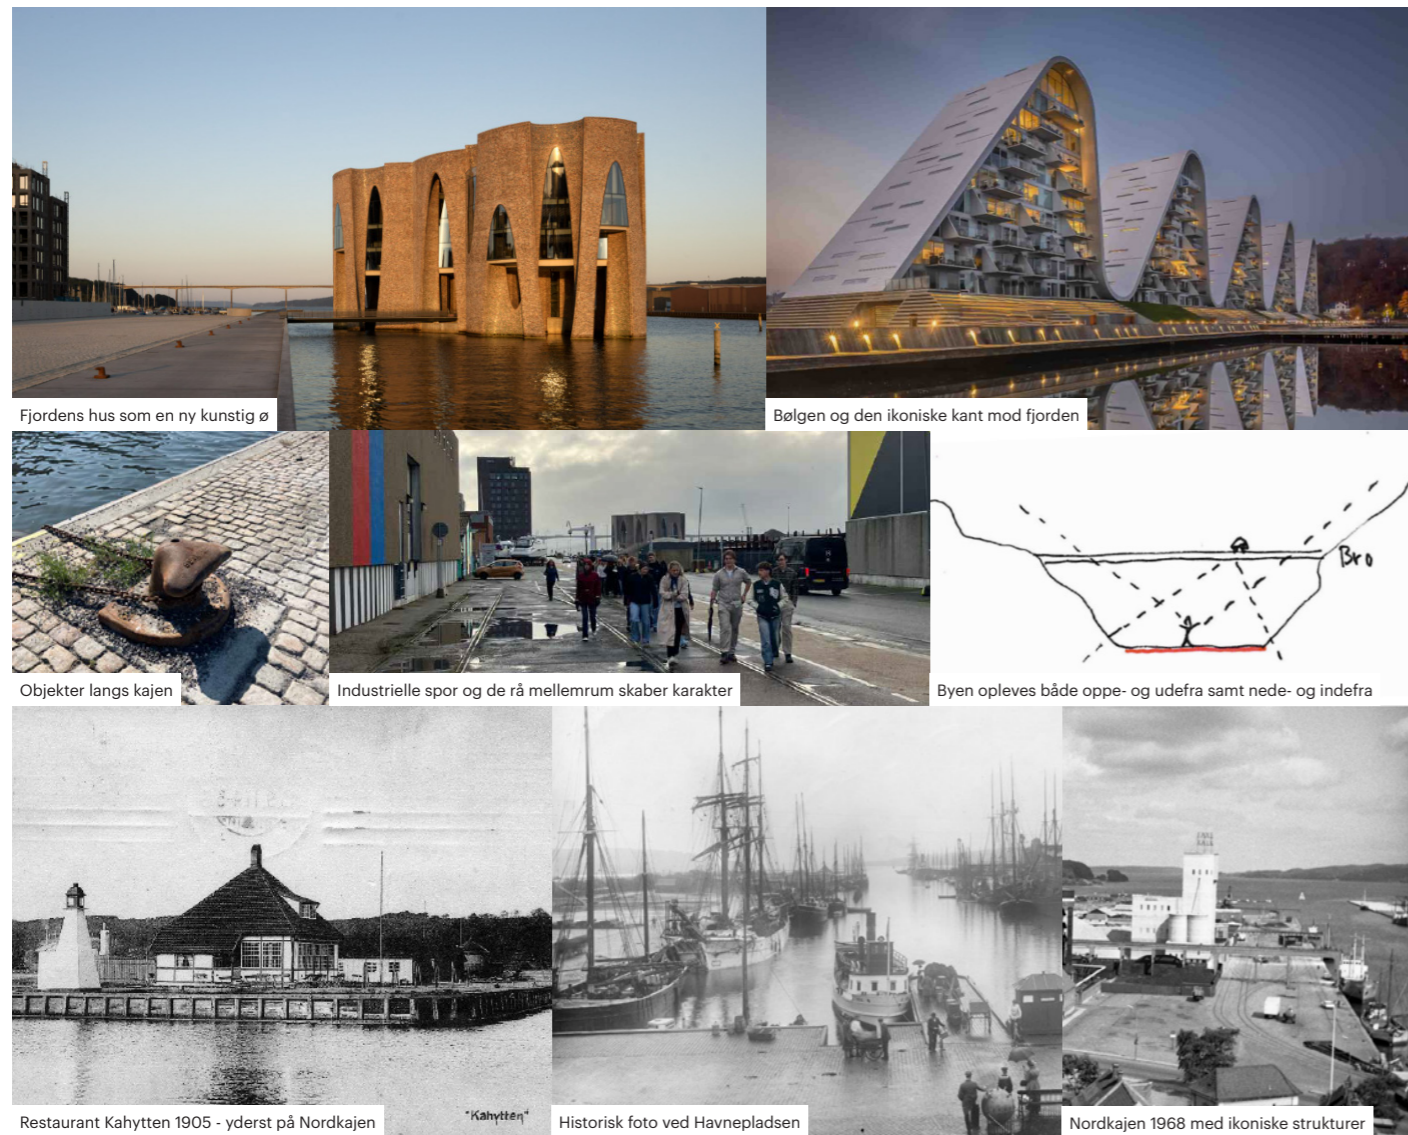 Fjordens hus som en ny kunstig ø
Bølgen og den ikoniske kant mod fjorden
Objekter langs kajen
Industrielle spor og de rå mellemrum skaber karakter
Bro
Byen opleves både oppe- og udefra samt nede- og indefra
"Kahytten"
Restaurant Kahytten 1905 - yderst på Nordkajen
Historisk foto ved Havnepladsen
Nordkajen 1968 med ikoniske strukturer